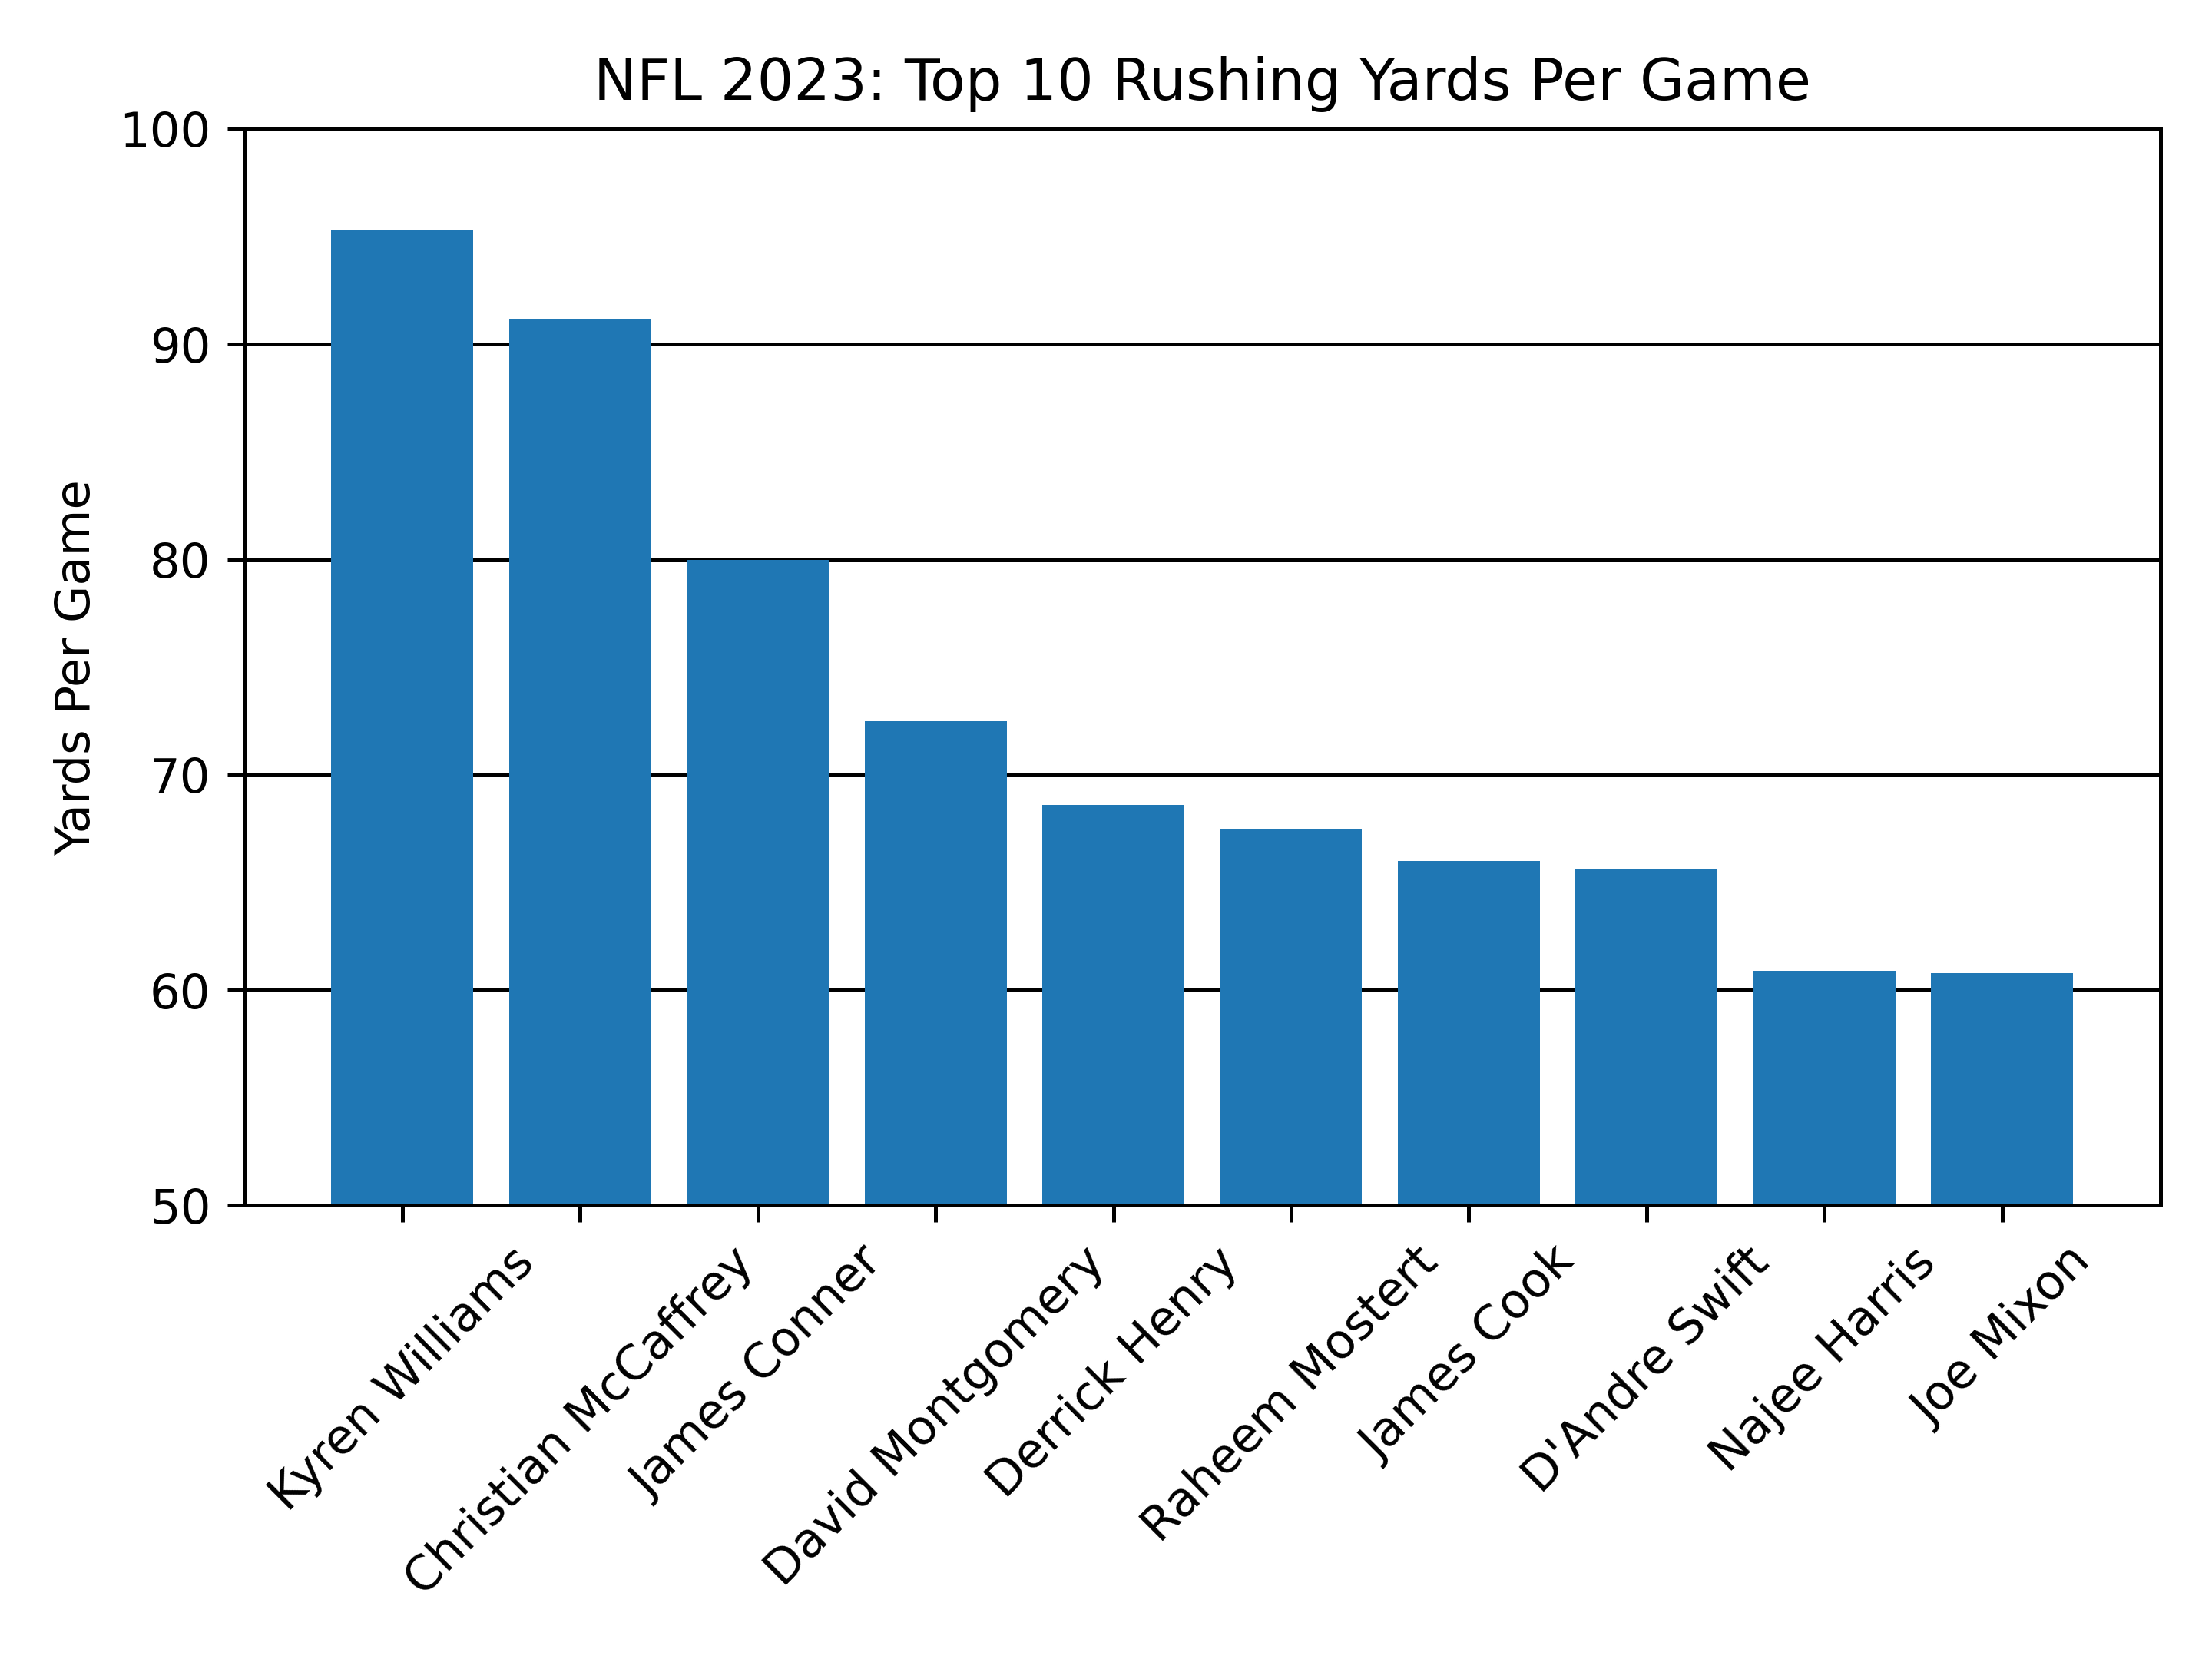 NFL 2023: Top 10 Rushing Yards Per Game
100
90
80
70
60
50
Yards Per Game
Kyren Williams
Christian McCaffrey
James Conner
David Montgomery
Derrick Henry
Raheem Mostert
James Cook
D'Andre Swift
Najee Harris
Joe Mixon